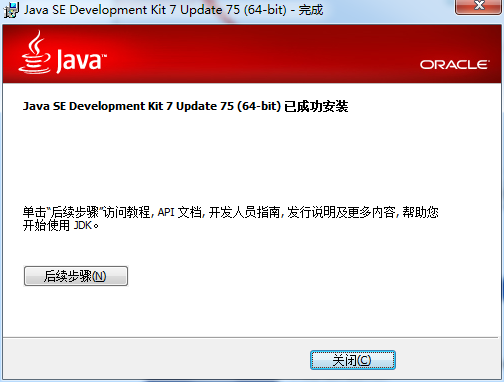 Java SE Development Kit 7 Update 75 (64-bit) - 完成
Java™
ORACLE®
Java SE Development Kit 7 Update 75 (64-bit) 已成功安装
单击“后续步骤”访问教程, API 文档, 开发人员指南, 发行说明及更多内容, 帮助您
开始使用 JDK。
后续步骤(N)
关闭(C)